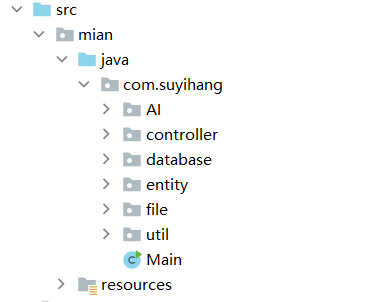 src
mian
java
com.suyihang
AI
controller
database
entity
file
util
Main
resources